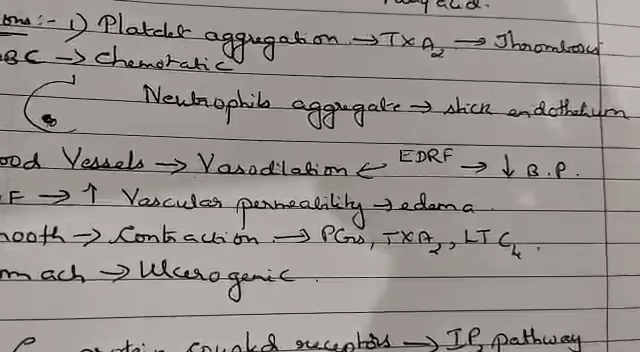 acid.
ons:- 1) Platelet aggregation → TXA2 → Thrombosis
BC → Chemotatic
Neutrophils aggregate → stick endothelium
ood Vessels → Vasodilation ← EDRF → ↓ B.P.
F → ↑ Vascular permeability → edema
mooth → Contraction → PGs, TXA2, LTC4.
mach → Ulcerogenic.
coupled receptors → IP3 pathway